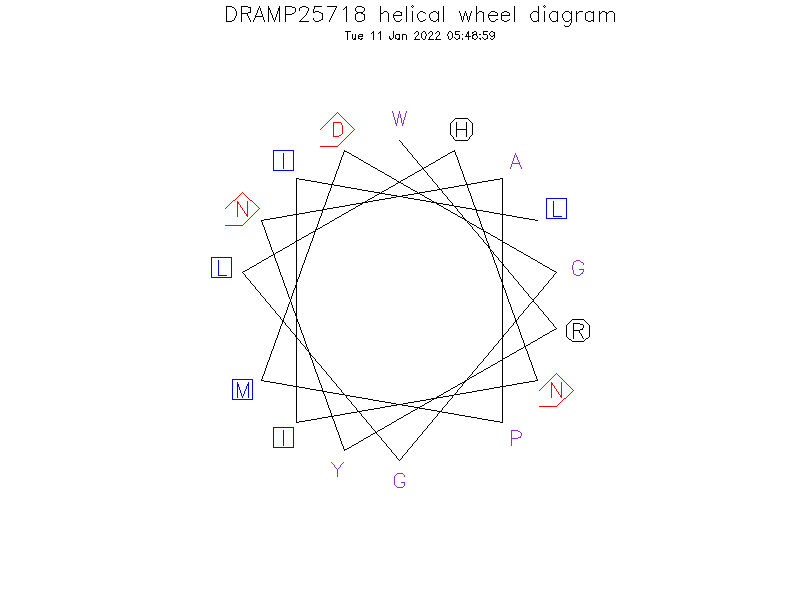 DRAMP25718 helical wheel diagram
Tue 11 Jan 2022 05:48:59
W
D
H
I
A
N
L
L
G
R
M
N
I
P
Y
G